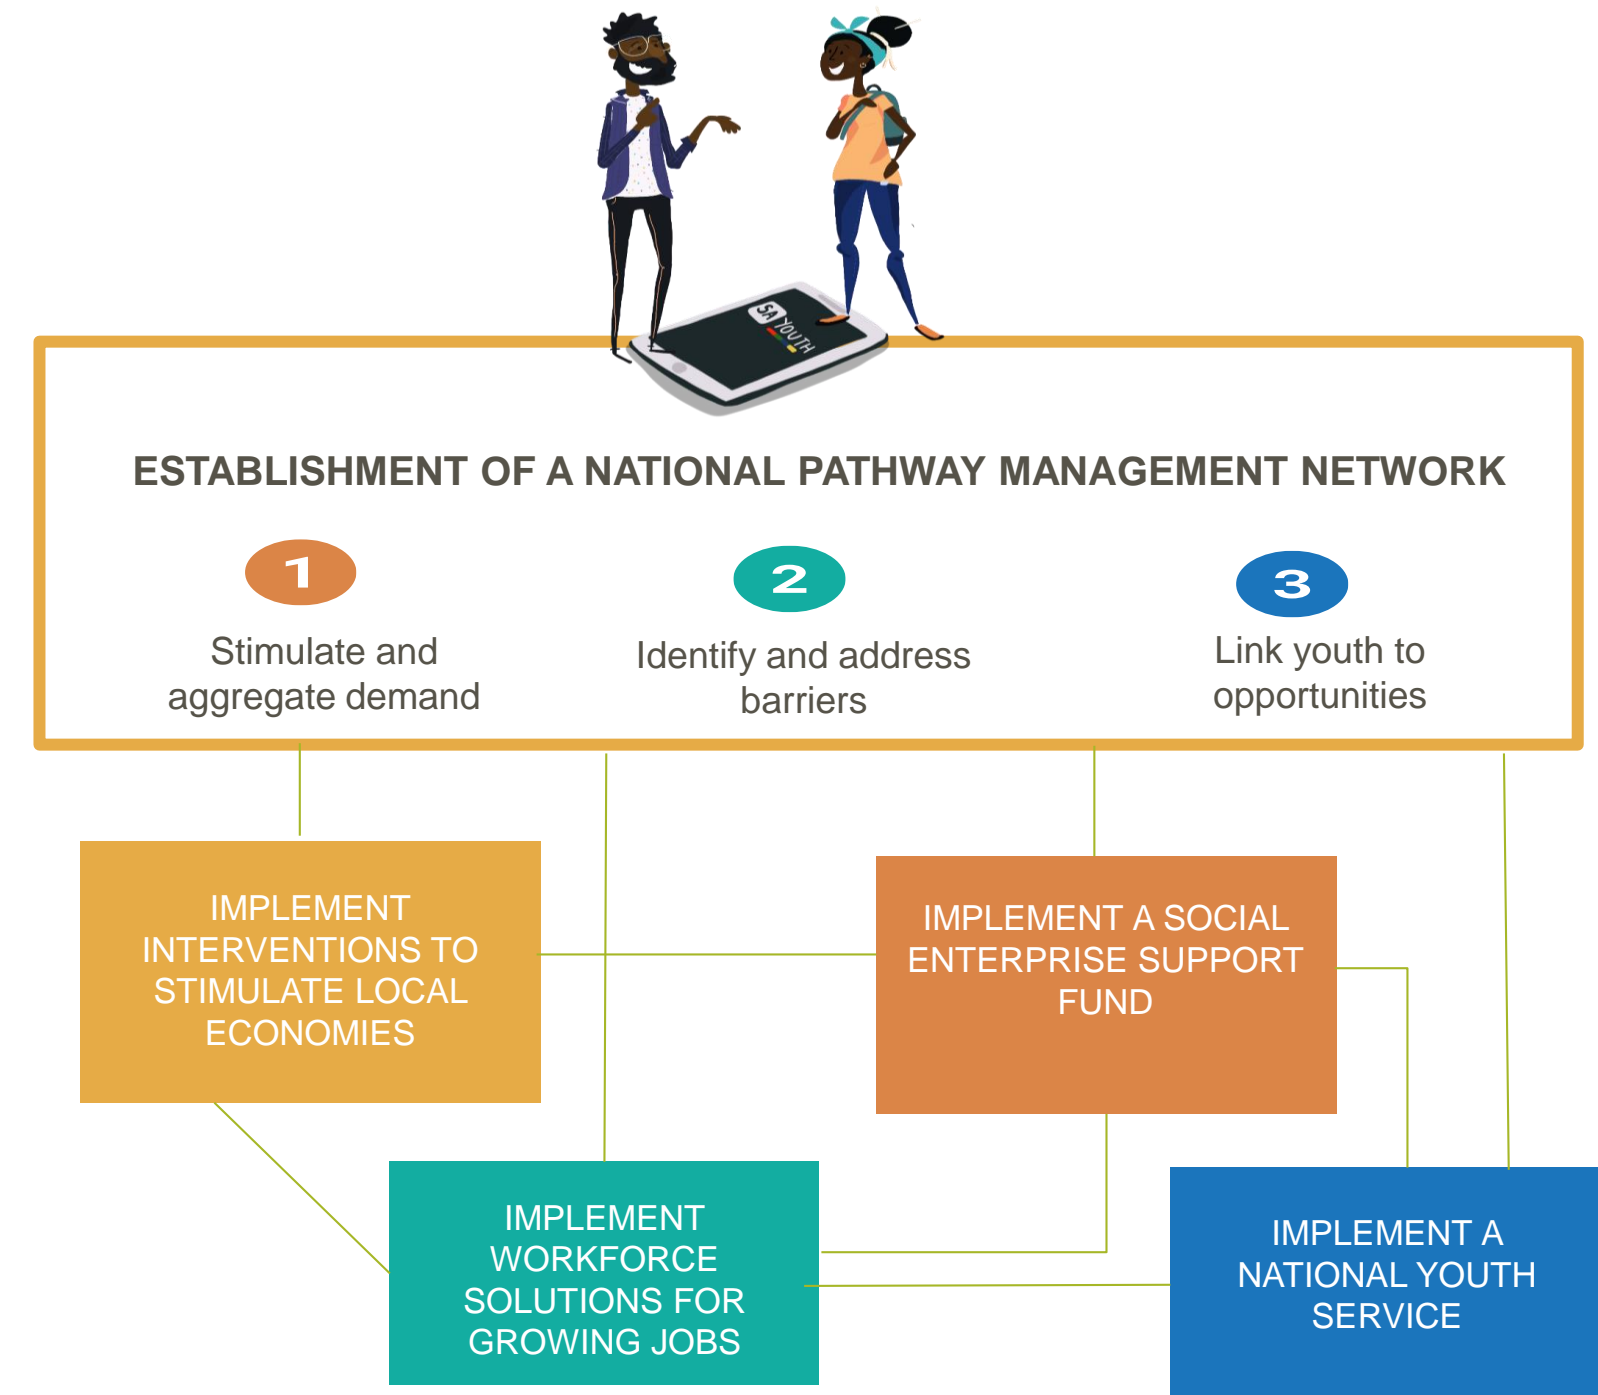 SA YOUTH
ESTABLISHMENT OF A NATIONAL PATHWAY MANAGEMENT NETWORK
1
Stimulate and
aggregate demand
2
Identify and address
barriers
3
Link youth to
opportunities
IMPLEMENT
INTERVENTIONS TO
STIMULATE LOCAL
ECONOMIES
IMPLEMENT A SOCIAL
ENTERPRISE SUPPORT
FUND
IMPLEMENT
WORKFORCE
SOLUTIONS FOR
GROWING JOBS
IMPLEMENT A
NATIONAL YOUTH
SERVICE